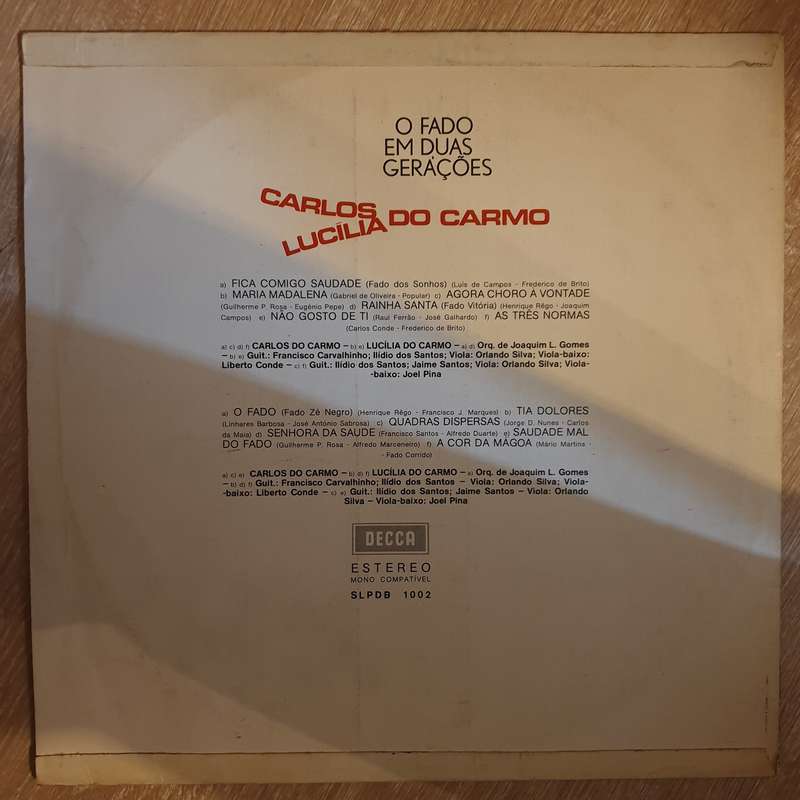 O FADO
EM DUAS
GERAÇÕES
CARLOS
LUCÍLIA DO CARMO
a) FICA COMIGO SAUDADE (Fado dos Sonhos) (Luís de Campos - Frederico de Brito)
b) MARIA MADALENA (Gabriel de Oliveira - Popular) c) AGORA CHORO À VONTADE
(Guilherme P. Rosa - Eugénio Pepe) d) RAINHA SANTA (Fado Vitória) (Henrique Rêgo - Joaquim
Campos) e) NÃO GOSTO DE TI (Raul Ferrão - José Galhardo) f) AS TRÊS NORMAS
(Carlos Conde - Frederico de Brito)
a) c) d) f) CARLOS DO CARMO – b) e) LUCÍLIA DO CARMO – a) d) Orq. de Joaquim L. Gomes
– b) e) Guit.: Francisco Carvalhinho; Ilídio dos Santos; Viola: Orlando Silva; Viola-baixo:
Liberto Conde – c) f) Guit.: Ilídio dos Santos; Jaime Santos; Viola: Orlando Silva; Viola-
-baixo: Joel Pina
a) O FADO (Fado Zé Negro) (Henrique Rêgo - Francisco J. Marques) b) TIA DOLORES
(Linhares Barbosa - José António Sabrosa) c) QUADRAS DISPERSAS (Jorge D. Nunes - Carlos
da Maia) d) SENHORA DA SAÚDE (Francisco Santos - Alfredo Duarte) e) SAUDADE MAL
DO FADO (Guilherme P. Rosa - Alfredo Marceneiro) f) A COR DA MÁGOA (Mário Martins -
- Fado Corrido)
a) c) e) CARLOS DO CARMO – b) d) f) LUCÍLIA DO CARMO – a) Orq. de Joaquim L. Gomes
– b) d) f) Guit.: Francisco Carvalhinho; Ilídio dos Santos – Viola: Orlando Silva; Viola-
-baixo: Liberto Conde – c) e) Guit.: Ilídio dos Santos; Jaime Santos – Viola: Orlando
Silva – Viola-baixo: Joel Pina
DECCA
ESTEREO
MONO COMPATÍVEL
SLPDB 1002